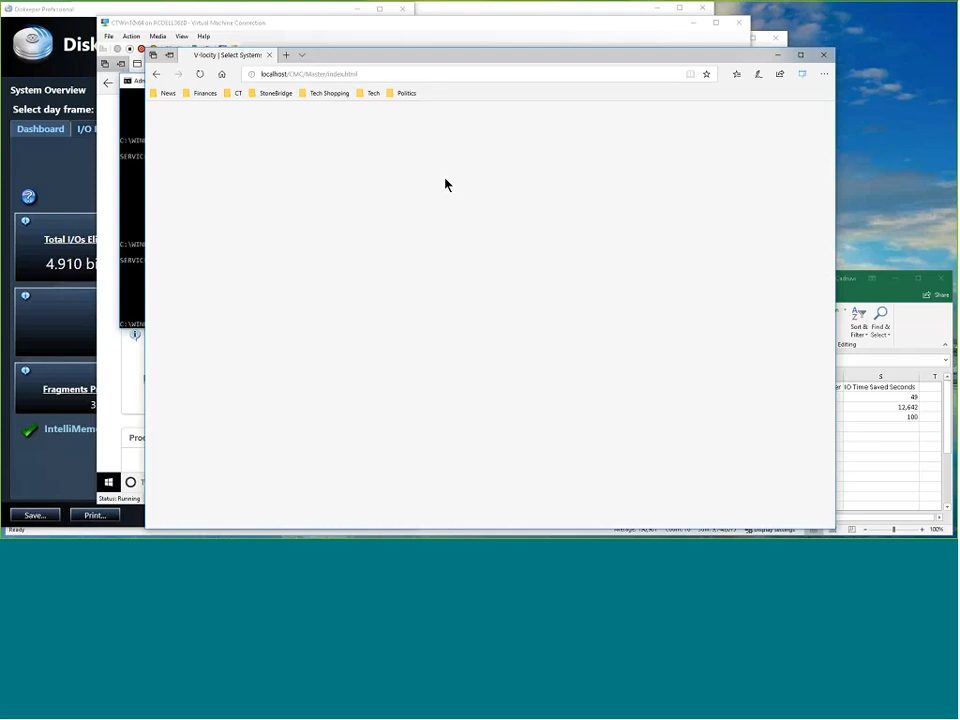 Diskeeper Professional
Disk
System Overview
Select day frame:
Dashboard
I/O
Total I/Os Eli
4.910 bi
Fragments P
3
IntelliMem
Save...
Print...
Ready
CTWin10x64 on RCDELL7020 - Virtual Machine Connection
File Action Media View Help
Adm
C:\WIN
SERVIC
C:\WIN
SERVIC
C:\WIN
Proc
Status: Running
V-locity | Select System
localhost/CMC/Master/index.html
News
Finances
CT
StoneBridge
Tech Shopping
Tech
Politics
Share
Sort & Filter
Find & Select
Editing
S
T
er IO Time Saved Seconds
49
12,642
100
Display Settings
100%